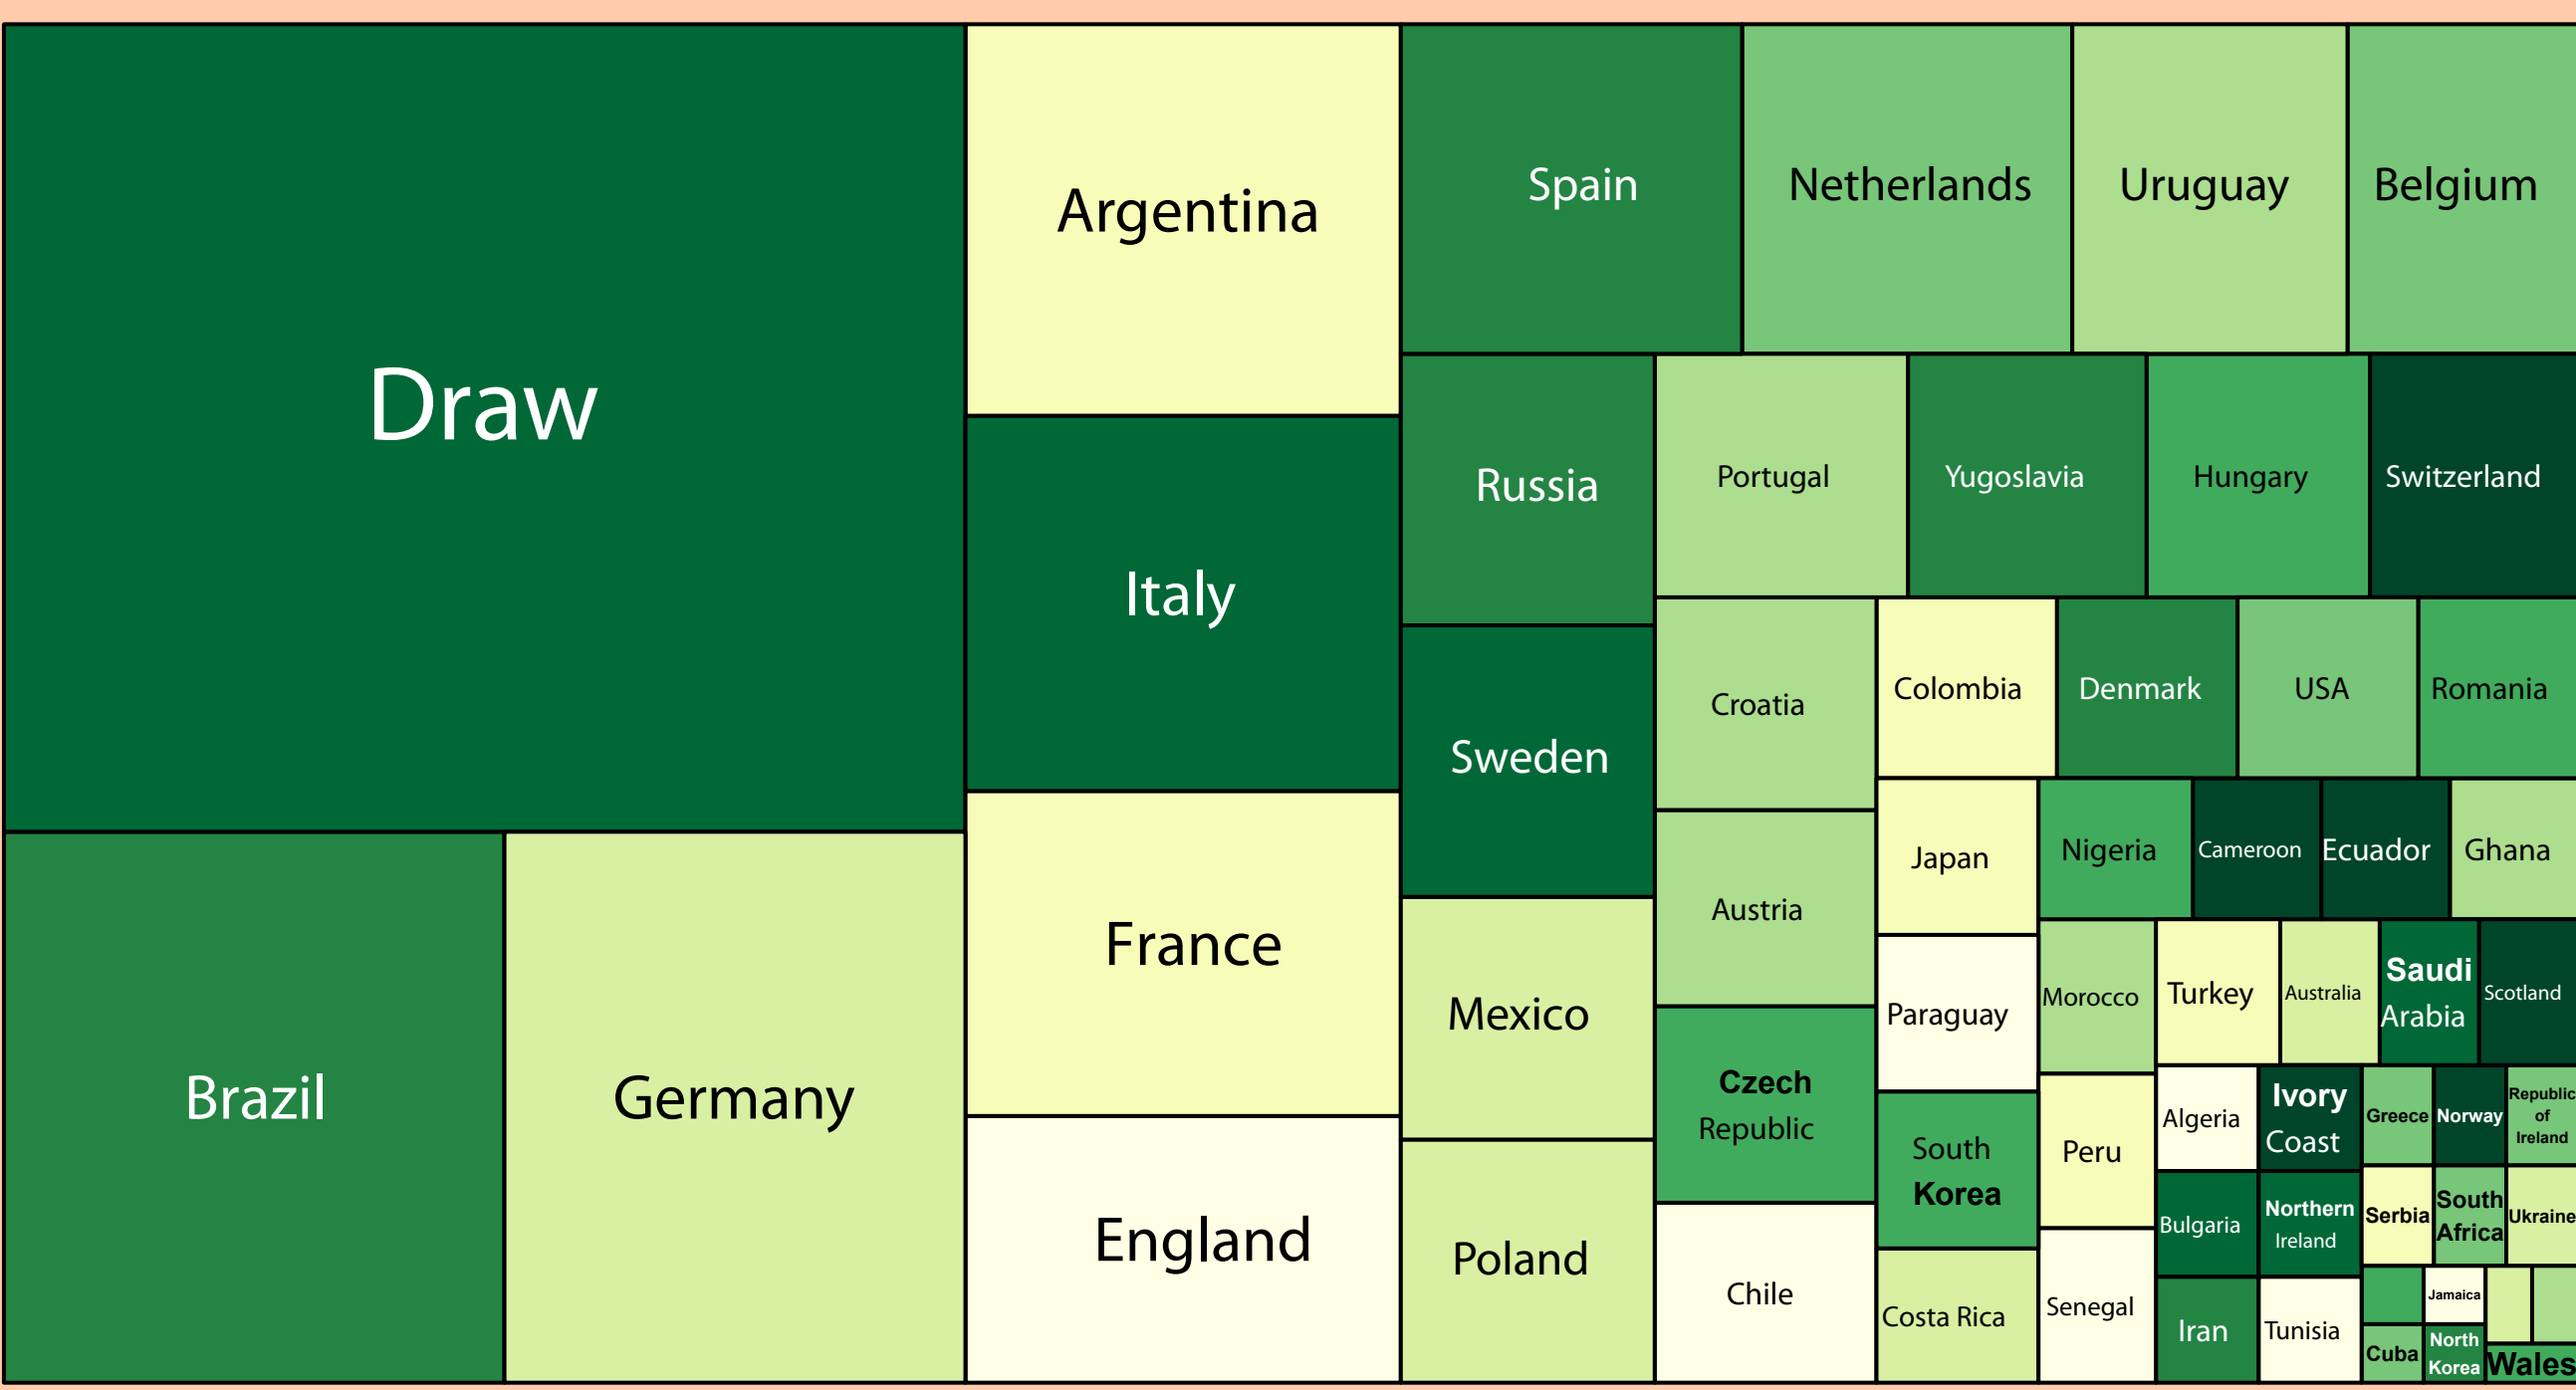 Draw
Brazil
Germany
Argentina
Italy
France
England
Spain
Netherlands
Uruguay
Belgium
Russia
Sweden
Mexico
Poland
Portugal
Yugoslavia
Hungary
Switzerland
Croatia
Austria
Czech
Republic
Chile
Colombia
Denmark
USA
Romania
Japan
Paraguay
South
Korea
Costa Rica
Nigeria
Cameroon
Ecuador
Ghana
Morocco
Peru
Senegal
Turkey
Australia
Saudi
Arabia
Scotland
Algeria
Ivory
Coast
Bulgaria
Northern
Ireland
Iran
Tunisia
Greece
Norway
Republic
of
Ireland
Serbia
South
Africa
Ukraine
Jamaica
Cuba
North
Korea
Wales